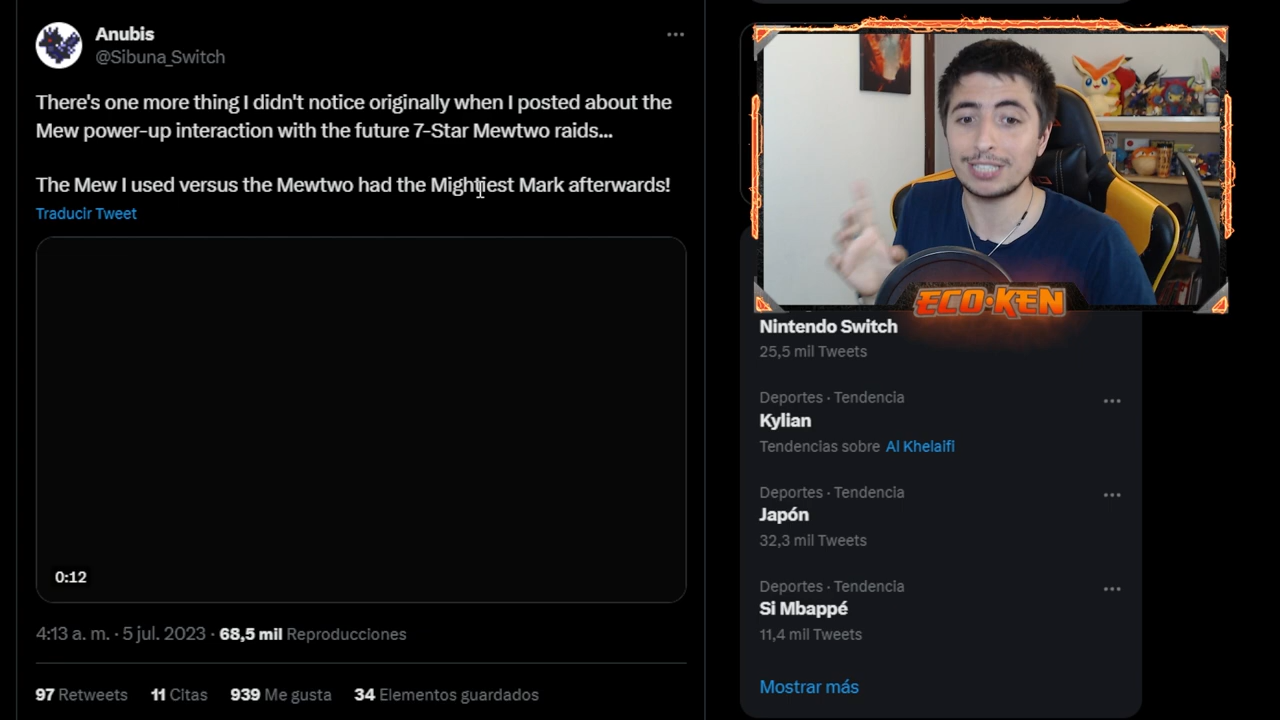 Anubis
@Sibuna_Switch
There's one more thing I didn't notice originally when I posted about the
Mew power-up interaction with the future 7-Star Mewtwo raids...
The Mew I used versus the Mewtwo had the Mightiest Mark afterwards!
Traducir Tweet
0:12
4:13 a. m. · 5 jul. 2023 · 68,5 mil Reproducciones
97 Retweets 11 Citas 939 Me gusta 34 Elementos guardados
ECO·KEN
Nintendo Switch
25,5 mil Tweets
Deportes · Tendencia
Kylian
Tendencias sobre Al Khelaifi
Deportes · Tendencia
Japón
32,3 mil Tweets
Deportes · Tendencia
Si Mbappé
11,4 mil Tweets
Mostrar más